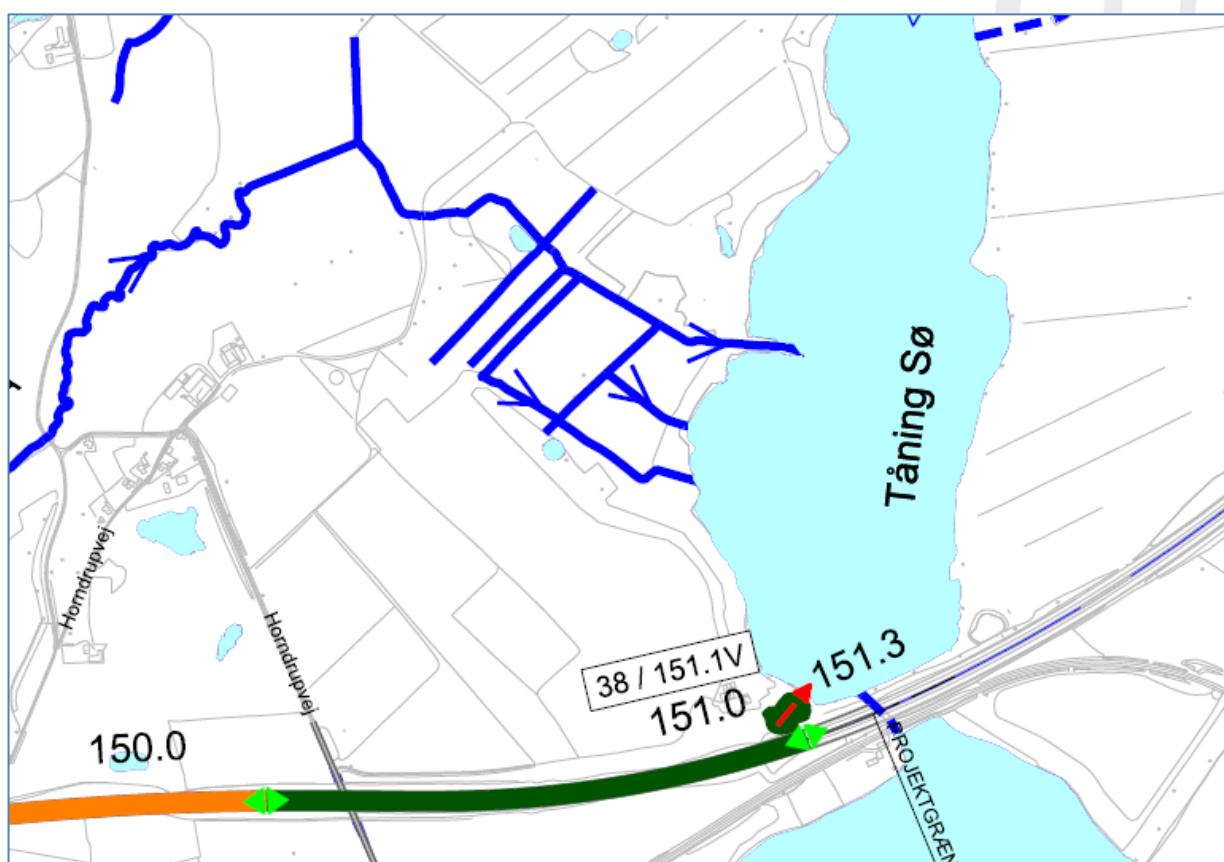 Tåning Sø
Horndrupvej
Horndrupvej
38 / 151.1V
151.3
151.0
150.0
PROJEKTGRÆN